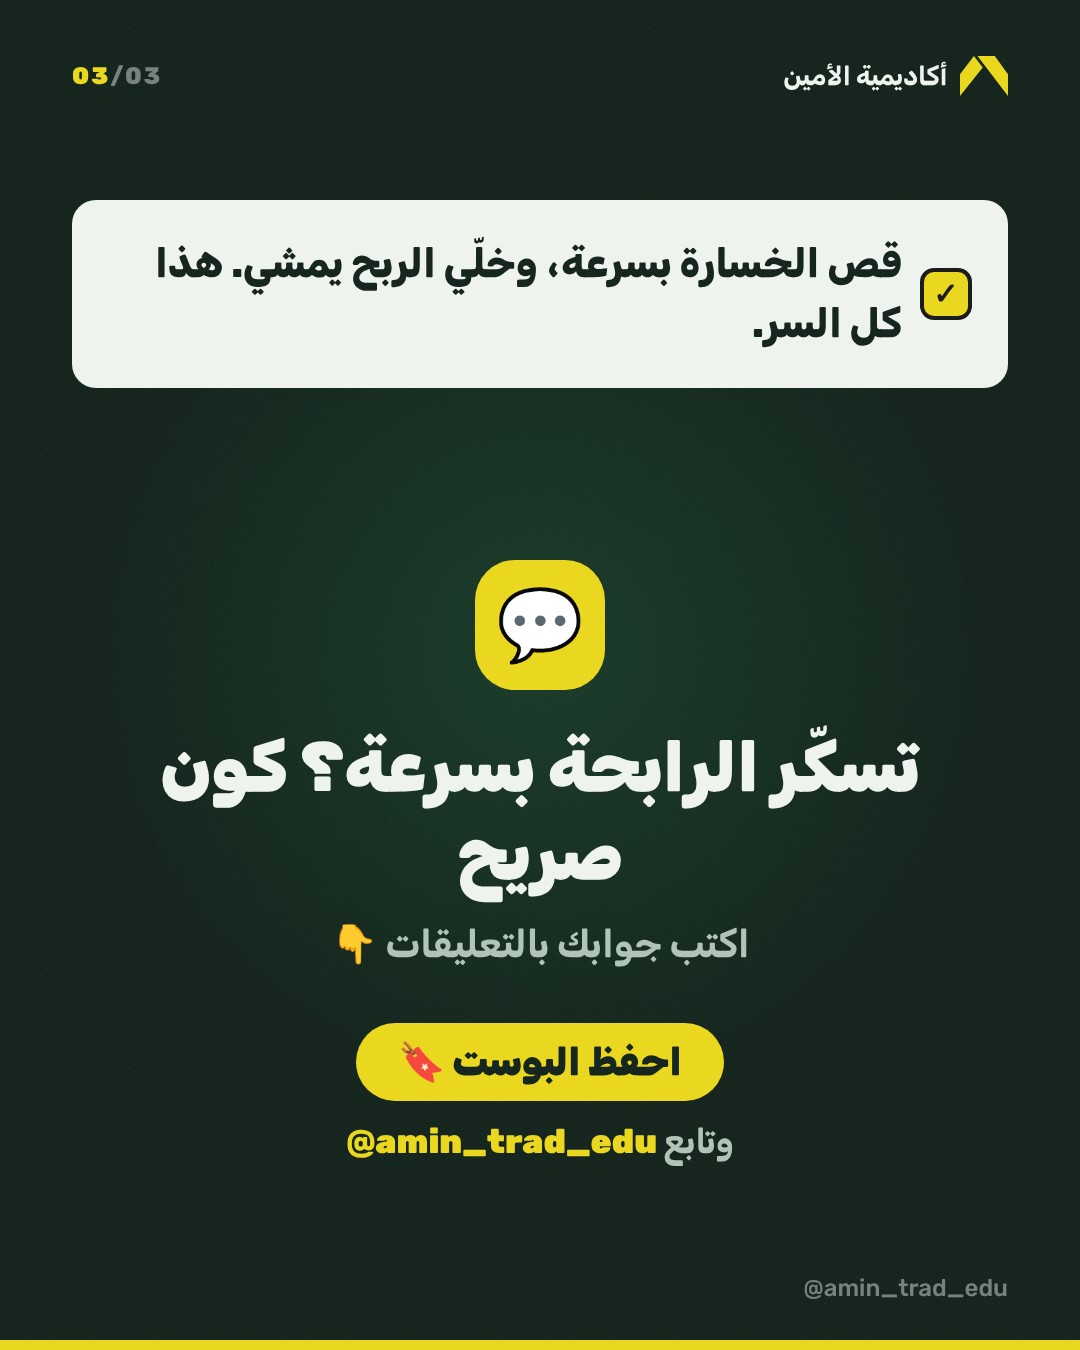 أكاديمية الأمين
03/03
قص الخسارة بسرعة، وخلّي الربح يمشي. هذا
كل السر.
تسكّر الرابحة بسرعة؟ كون
صريح
اكتب جوابك بالتعليقات 👇
احفظ البوست 🔖
وتابع @amin_trad_edu
@amin_trad_edu